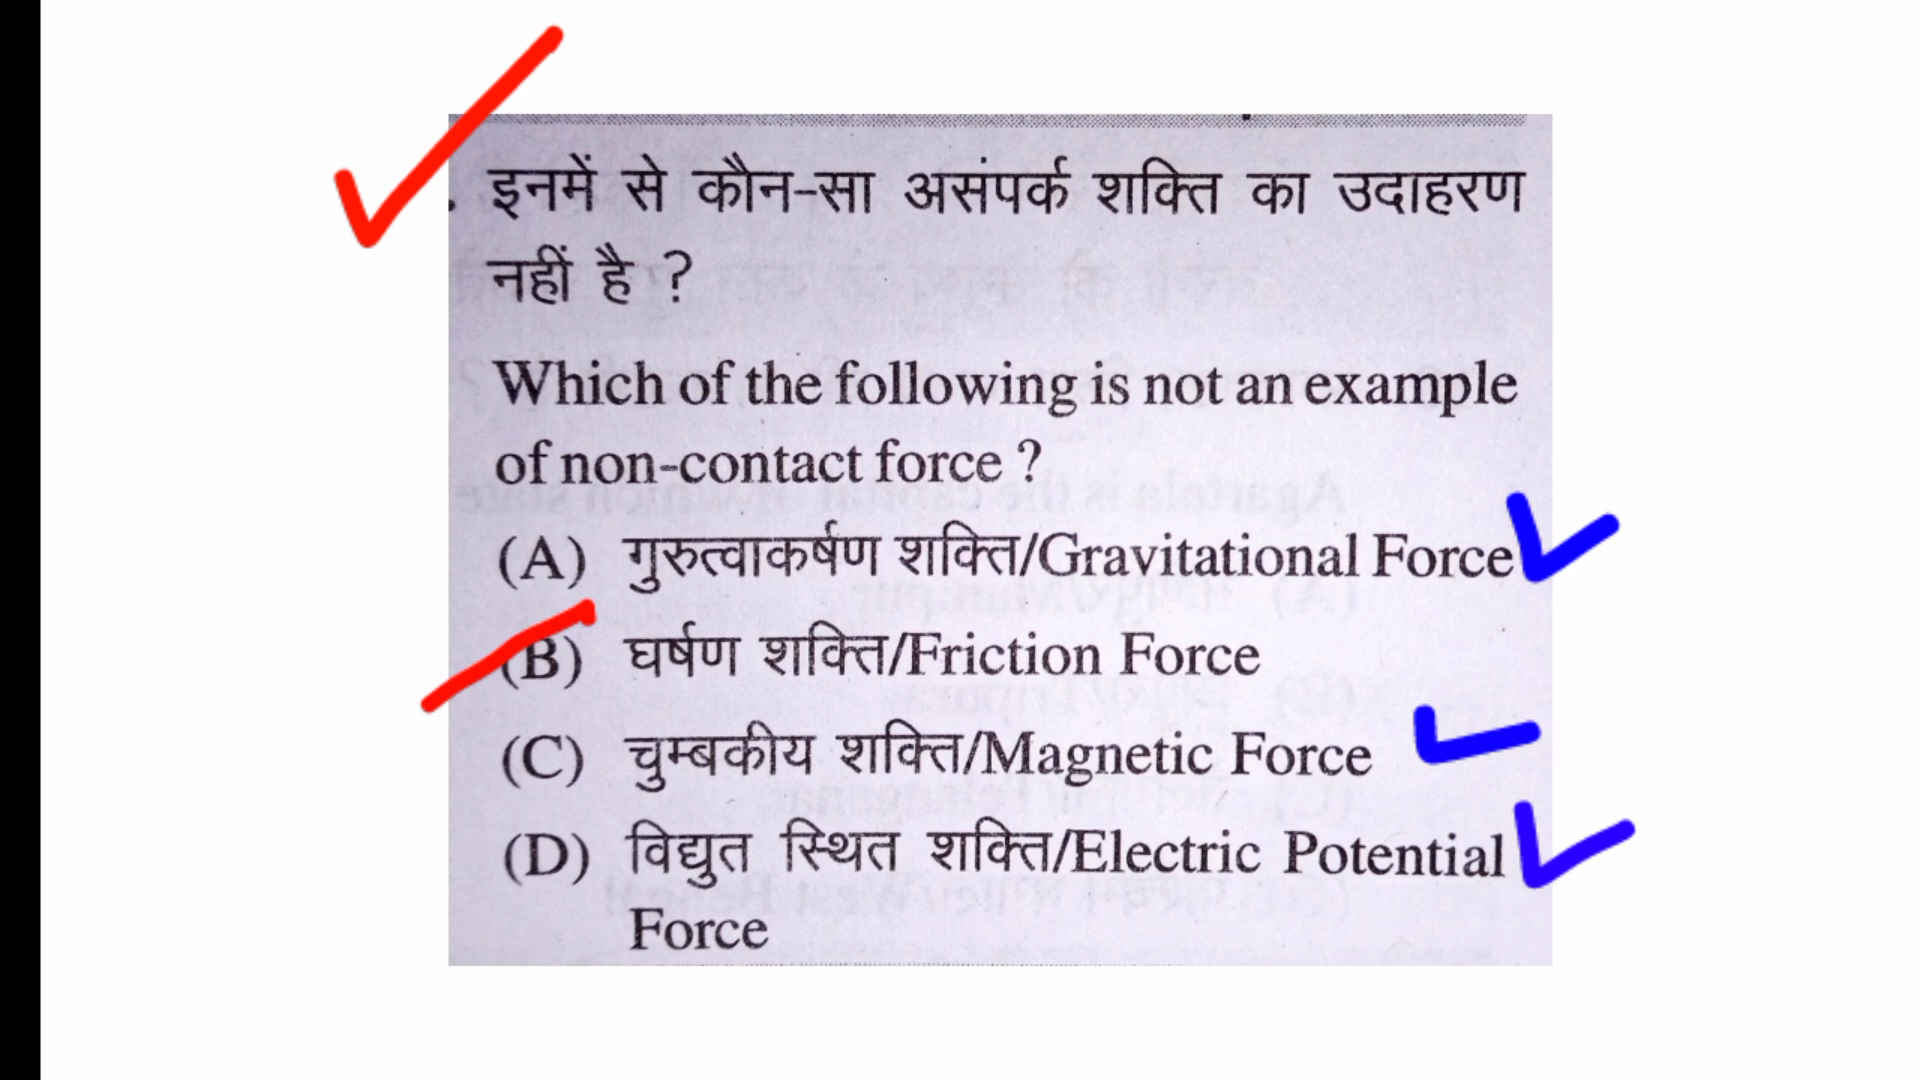 इनमें से कौन-सा असंपर्क शक्ति का उदाहरण
नहीं है ?
Which of the following is not an example
of non-contact force ?
(A) गुरुत्वाकर्षण शक्ति/Gravitational Force
(B) घर्षण शक्ति/Friction Force
(C) चुम्बकीय शक्ति/Magnetic Force
(D) विद्युत स्थित शक्ति/Electric Potential
Force